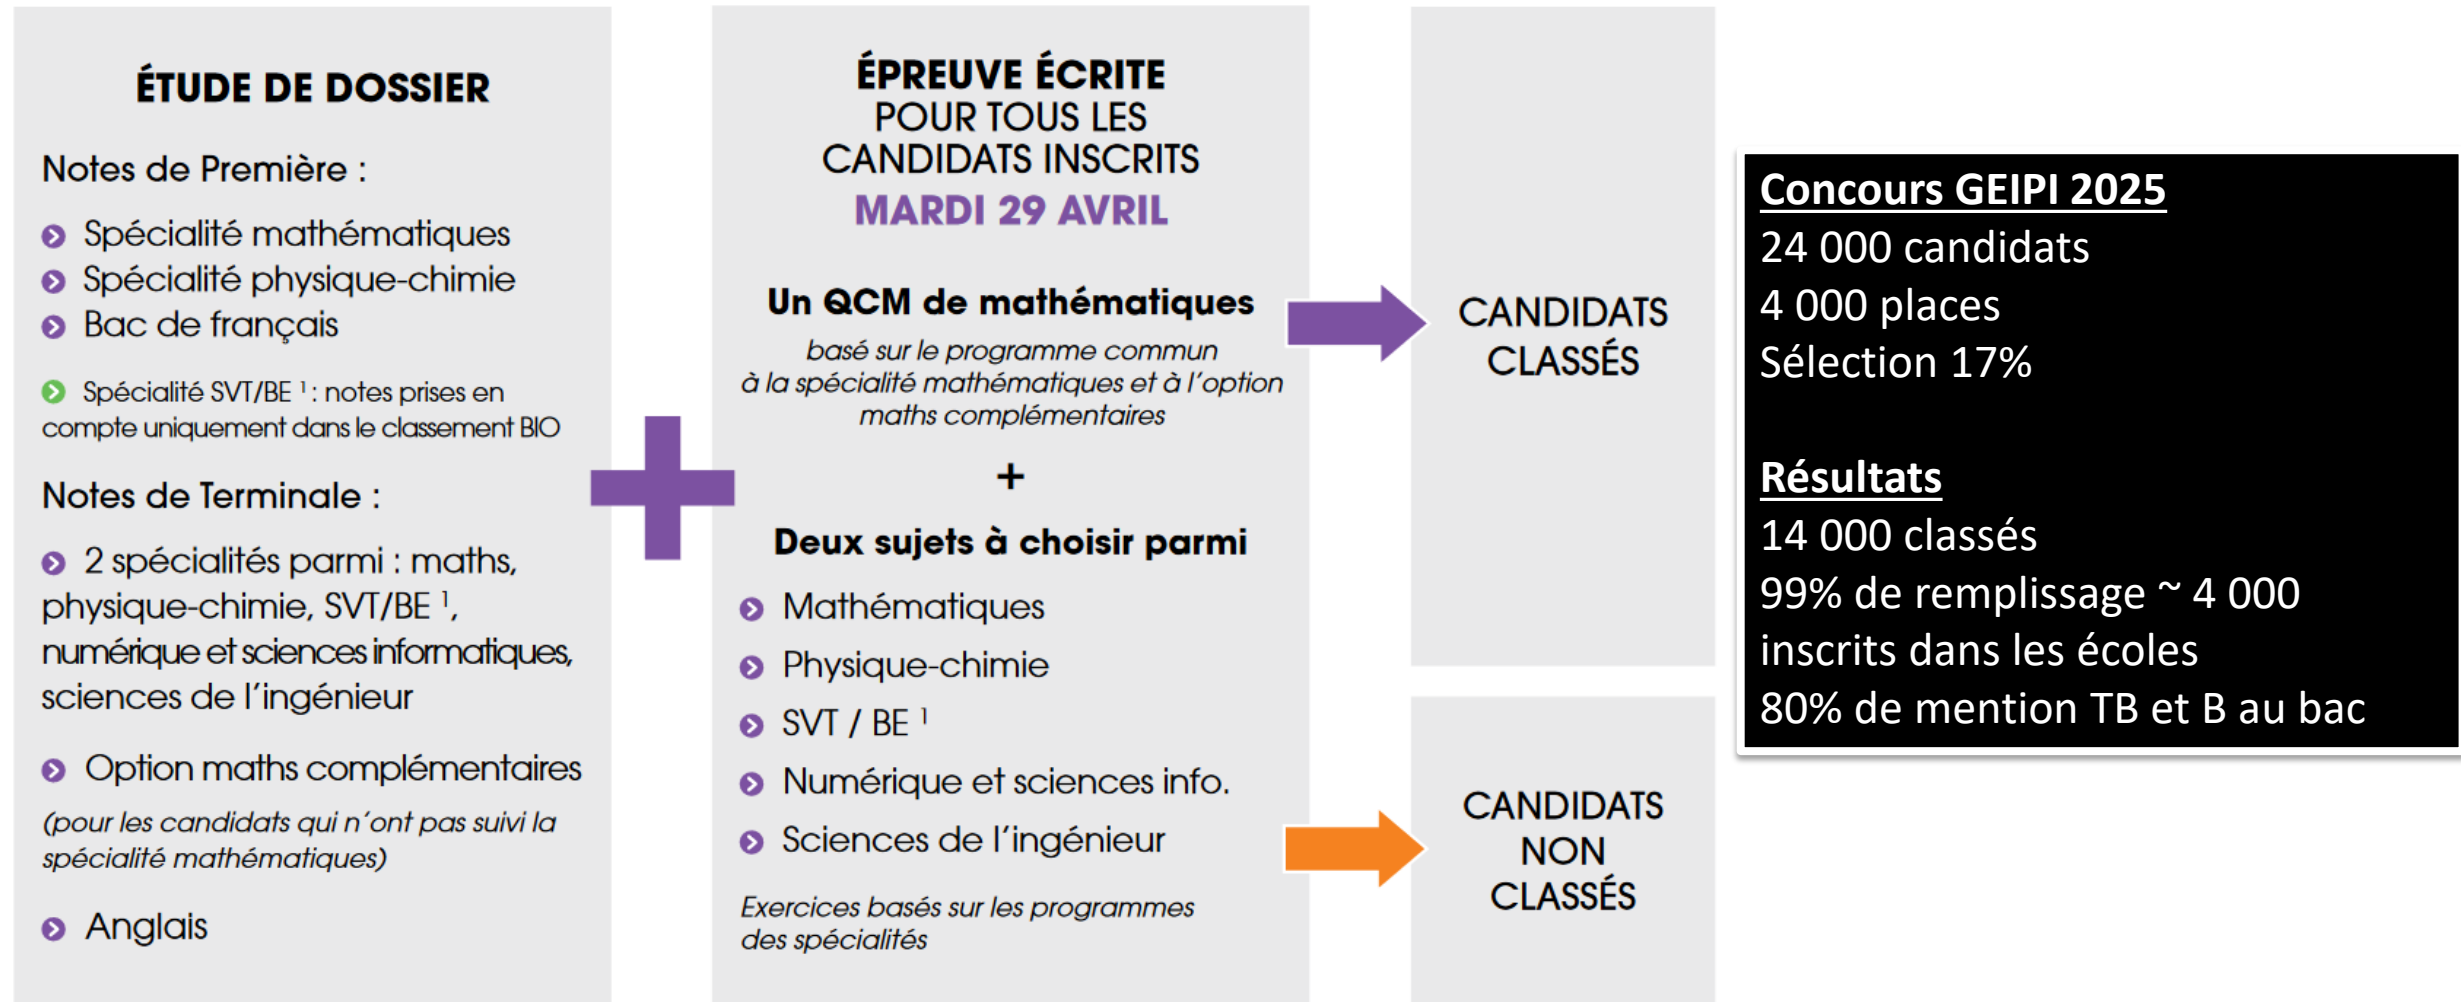 ÉTUDE DE DOSSIER
Notes de Première :
Spécialité mathématiques
Spécialité physique-chimie
Bac de français
Spécialité SVT/BE ¹ : notes prises en
compte uniquement dans le classement BIO
Notes de Terminale :
2 spécialités parmi : maths,
physique-chimie, SVT/BE ¹,
numérique et sciences informatiques,
sciences de l'ingénieur
Option maths complémentaires
(pour les candidats qui n'ont pas suivi la
spécialité mathématiques)
Anglais
ÉPREUVE ÉCRITE
POUR TOUS LES
CANDIDATS INSCRITS
MARDI 29 AVRIL
Un QCM de mathématiques
basé sur le programme commun
à la spécialité mathématiques et à l'option
maths complémentaires
+
Deux sujets à choisir parmi
Mathématiques
Physique-chimie
SVT / BE ¹
Numérique et sciences info.
Sciences de l'ingénieur
Exercices basés sur les programmes
des spécialités
CANDIDATS
CLASSÉS
CANDIDATS
NON
CLASSÉS
Concours GEIPI 2025
24 000 candidats
4 000 places
Sélection 17%
Résultats
14 000 classés
99% de remplissage ~ 4 000
inscrits dans les écoles
80% de mention TB et B au bac